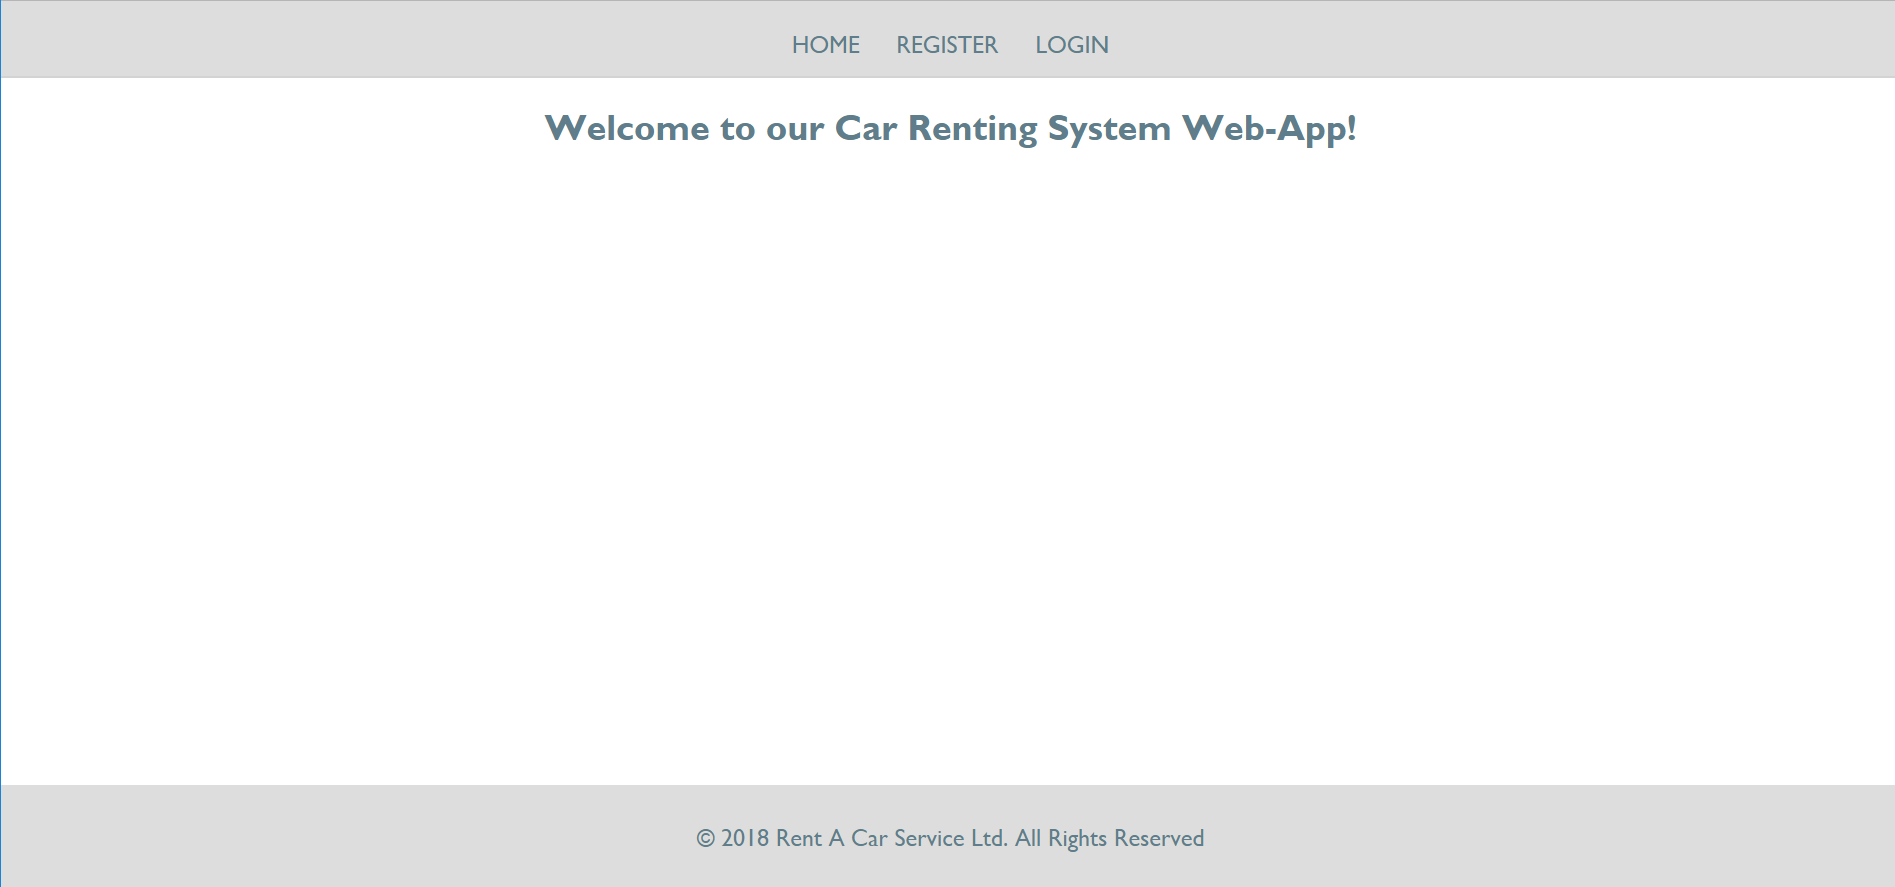 HOME REGISTER LOGIN
Welcome to our Car Renting System Web-App!
© 2018 Rent A Car Service Ltd. All Rights Reserved